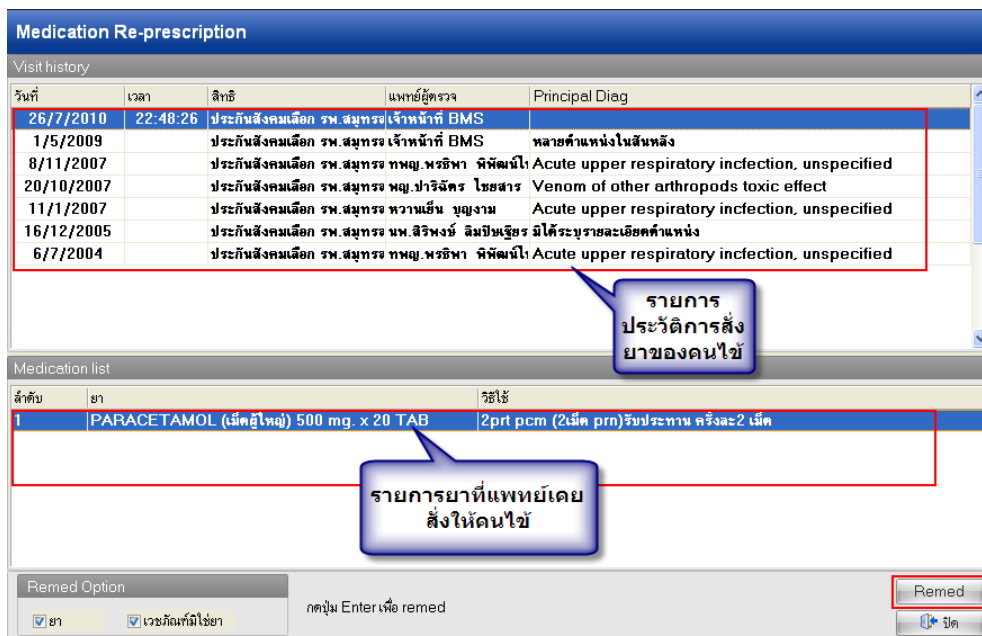 Medication Re-prescription
Visit history
วันที่ เวลา สิทธิ แพทย์ผู้ตรวจ Principal Diag
26/7/2010 22:48:26 ประกันสังคมเลือก รพ.สมุทรส เจ้าหน้าที่ BMS
1/5/2009 ประกันสังคมเลือก รพ.สมุทรส เจ้าหน้าที่ BMS หลายตำแหน่งในสันหลัง
8/11/2007 ประกันสังคมเลือก รพ.สมุทรส ทพญ.พรธิพา พิพัฒน์ Acute upper respiratory incfection, unspecified
20/10/2007 ประกันสังคมเลือก รพ.สมุทรส พญ.ปาริฉัตร ไชยสาร Venom of other arthropods toxic effect
11/1/2007 ประกันสังคมเลือก รพ.สมุทรส หวานเย็น บุญงาม Acute upper respiratory incfection, unspecified
16/12/2005 ประกันสังคมเลือก รพ.สมุทรส นพ.สิริพงษ์ มิได้ระบุรายละเอียดตำแหน่ง
6/7/2004 ประกันสังคมเลือก รพ.สมุทรส ทพญ.พรธิพา พิพัฒน์ Acute upper respiratory incfection, unspecified
รายการ
ประวัติการสั่ง
ยาของคนไข้
Medication list
ลำดับ ยา วิธีใช้
1 PARACETAMOL (เม็ดผู้ใหญ่) 500 mg. x 20 TAB 2prt pcm (2เม็ด prn)รับประทาน ครั้งละ2 เม็ด
รายการยาที่แพทย์เคย
สั่งให้คนไข้
Remed Option
ยา เวชภัณฑ์มิใช่ยา
กดปุ่ม Enter เพื่อ remed
Remed
ปิด